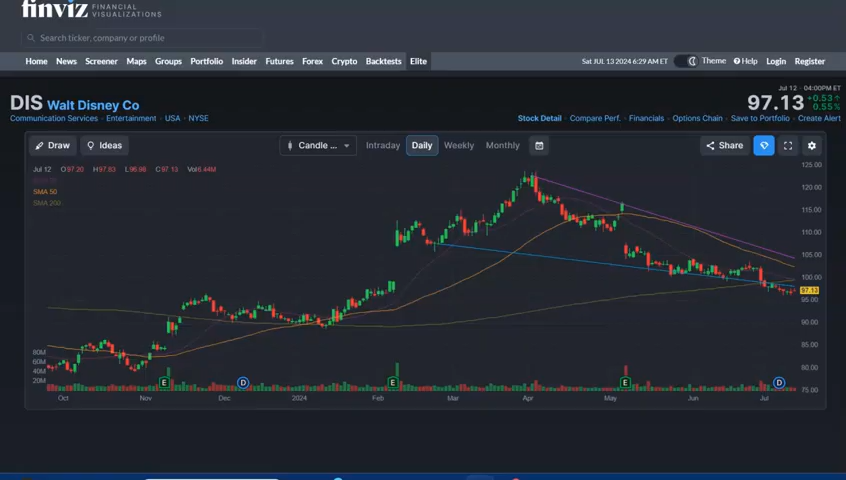 finviz FINANCIAL VISUALIZATIONS
Search ticker, company or profile
Home News Screener Maps Groups Portfolio Insider Futures Forex Crypto Backtests Elite
Sat JUL 13 2024 6:29 AM ET Theme Help Login Register
Jul 12 · 04:00PM ET
DIS Walt Disney Co
97.13 +0.53 0.55%
Communication Services · Entertainment · USA · NYSE
Stock Detail · Compare Perf. · Financials · Options Chain · Save to Portfolio · Create Alert
Draw Ideas
Candle ... Intraday Daily Weekly Monthly
Share
Jul 12 O97.20 H97.83 L96.96 C97.13 Vol6.44M
SMA 50
SMA 200
125.00
120.00
115.00
110.00
105.00
100.00
97.13
95.00
90.00
85.00
80.00
75.00
80M
60M
40M
20M
E D E E D
Oct Nov Dec 2024 Feb Mar Apr May Jun Jul